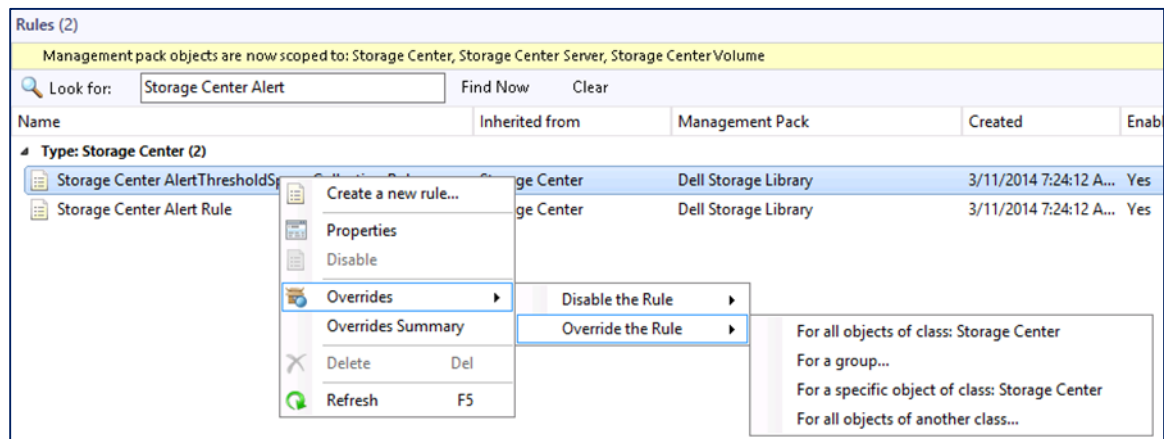 Rules (2)
Management pack objects are now scoped to: Storage Center, Storage Center Server, Storage Center Volume
Look for: Storage Center Alert Find Now Clear
Name Inherited from Management Pack Created Enabl
Type: Storage Center (2)
Storage Center AlertThresholdSp Storage Center Dell Storage Library 3/11/2014 7:24:12 A... Yes
Storage Center Alert Rule ge Center Dell Storage Library 3/11/2014 7:24:12 A... Yes
Create a new rule...
Properties
Disable
Overrides
Overrides Summary
Delete Del
Refresh F5
Disable the Rule
Override the Rule
For all objects of class: Storage Center
For a group...
For a specific object of class: Storage Center
For all objects of another class...